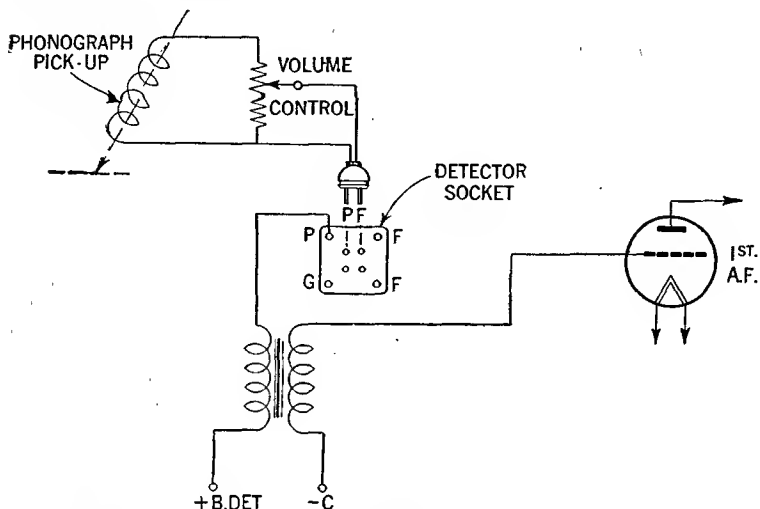 PHONOGRAPH
PICK-UP
VOLUME
CONTROL
DETECTOR
SOCKET
P F
P F
G F
1ST.
A.F.
+B.DET
-C